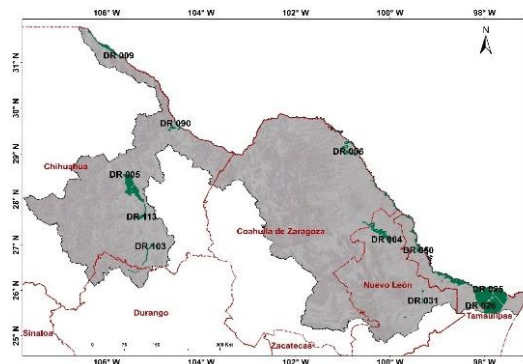 106° W
104° W
102° W
100° W
98° W
31° N
30° N
29° N
28° N
27° N
26° N
25° N
N
DR 009
DR 090
DR 006
Chihuahua
DR 005
DR 113
Coahuila de Zaragoza
DR 004
DR 103
DR 050
Nuevo León
DR 025
DR 031
DR 026
Tamaulipas
Durango
Sinaloa
Zacatecas
0
106° W
104° W
102° W
100° W
98° W